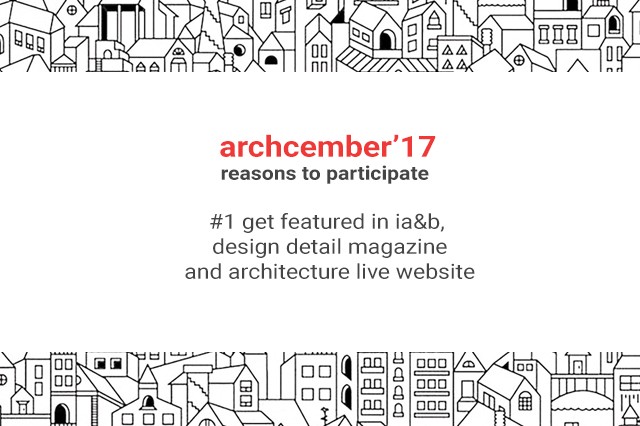 archcember’17
reasons to participate
#1 get featured in ia&b,
design detail magazine
and architecture live website